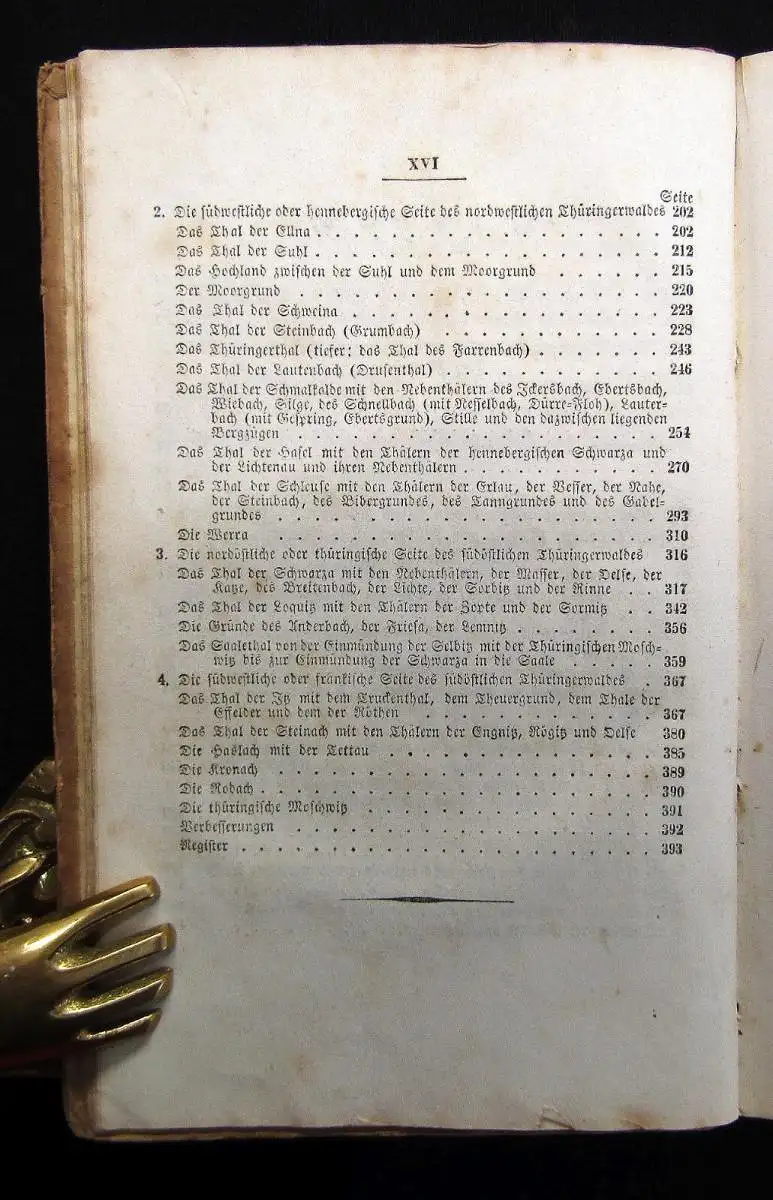 XVI
Seite
2. Die südwestliche oder hennebergische Seite des nordwestlichen Thüringerwaldes 202
Das Thal der Ellna . . . . . . . . . . . . . . . . . . 202
Das Thal der Suhl . . . . . . . . . . . . . . . . . . 212
Das Hochland zwischen der Suhl und dem Moorgrund . . . . . . 215
Der Moorgrund . . . . . . . . . . . . . . . . . . . 220
Das Thal der Schweina . . . . . . . . . . . . . . . . 223
Das Thal der Steinbach (Grumbach) . . . . . . . . . . . . 228
Das Thüringerthal (tiefer: das Thal des Farrenbach) . . . . . . . 243
Das Thal der Lautenbach (Drusenthal) . . . . . . . . . . . 246
Das Thal der Schmalkalde mit den Nebenthälern des Ickersbach, Ebertsbach,
Wiebach, Silge, des Schnellbach (mit Nesselbach, Dürre-Floh), Lauter-
bach (mit Gespring, Ebertsgrund), Stille und den dazwischen liegenden
Bergzügen . . . . . . . . . . . . . . . . . . . 254
Das Thal der Hasel mit den Thälern der hennebergischen Schwarza und
der Lichtenau und ihren Nebenthälern . . . . . . . . . . 270
Das Thal der Schleuse mit den Thälern der Erlau, der Vesser, der Nahe,
der Steinbach, des Bibergrundes, des Tanngrundes und des Gabel-
grundes . . . . . . . . . . . . . . . . . . . . 293
Die Werra . . . . . . . . . . . . . . . . . . . . 310
3. Die nordöstliche oder thüringische Seite des südöstlichen Thüringerwaldes 316
Das Thal der Schwarza mit den Nebenthälern, der Masser, der Oelse, der
Katze, des Breitenbach, der Lichte, der Sorbitz und der Rinne . . 317
Das Thal der Loquitz mit den Thälern der Zorte und der Sormitz . . 342
Die Gründe des Anderbach, der Friesa, der Lemnitz . . . . . . . . 356
Das Saalethal von der Einmündung der Selbitz mit der Thüringischen Mosch-
witz bis zur Einmündung der Schwarza in die Saale . . . . . 359
4. Die südwestliche oder fränkische Seite des südöstlichen Thüringerwaldes . 367
Das Thal der Itz mit dem Truckenthal, dem Theuergrund, dem Thale der
Effelder und dem der Röthen . . . . . . . . . . . . 367
Das Thal der Steinach mit den Thälern der Engnitz, Rögitz und Oelse 380
Die Haslach mit der Tettau . . . . . . . . . . . . . . 385
Die Kronach . . . . . . . . . . . . . . . . . . . 389
Die Rodach . . . . . . . . . . . . . . . . . . . . 390
Die thüringische Moschwitz . . . . . . . . . . . . . . . 391
Verbesserungen . . . . . . . . . . . . . . . . . . 392
Register . . . . . . . . . . . . . . . . . . . . . 393